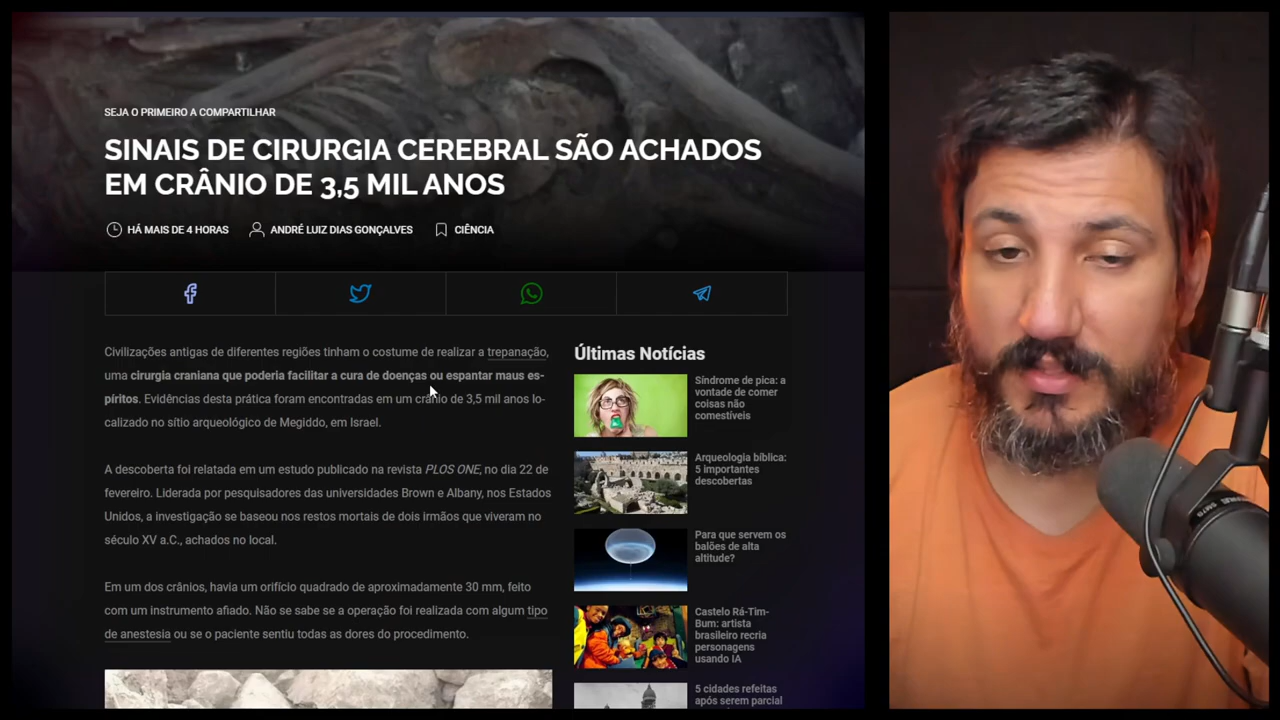 SEJA O PRIMEIRO A COMPARTILHAR
SINAIS DE CIRURGIA CEREBRAL SÃO ACHADOS
EM CRÂNIO DE 3,5 MIL ANOS
HÁ MAIS DE 4 HORAS
ANDRÉ LUIZ DIAS GONÇALVES
CIÊNCIA
Civilizações antigas de diferentes regiões tinham o costume de realizar a trepanação,
uma cirurgia craniana que poderia facilitar a cura de doenças ou espantar maus es-
píritos. Evidências desta prática foram encontradas em um crânio de 3,5 mil anos lo-
calizado no sítio arqueológico de Megiddo, em Israel.
A descoberta foi relatada em um estudo publicado na revista PLOS ONE, no dia 22 de
fevereiro. Liderada por pesquisadores das universidades Brown e Albany, nos Estados
Unidos, a investigação se baseou nos restos mortais de dois irmãos que viveram no
século XV a.C., achados no local.
Em um dos crânios, havia um orifício quadrado de aproximadamente 30 mm, feito
com um instrumento afiado. Não se sabe se a operação foi realizada com algum tipo
de anestesia ou se o paciente sentiu todas as dores do procedimento.
Últimas Notícias
Síndrome de pica: a
vontade de comer
coisas não
comestíveis
Arqueologia bíblica:
5 importantes
descobertas
Para que servem os
balões de alta
altitude?
Castelo Rá-Tim-
Bum: artista
brasileiro recria
personagens
usando IA
5 cidades refeitas
após serem parcial